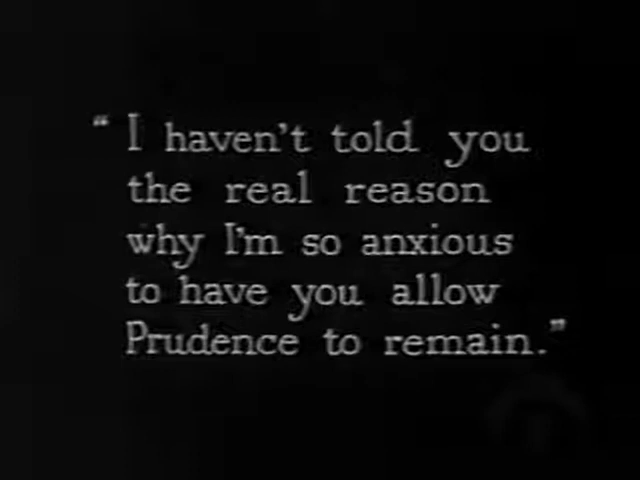 “ I haven't told you
the real reason
why I'm so anxious
to have you allow
Prudence to remain.”